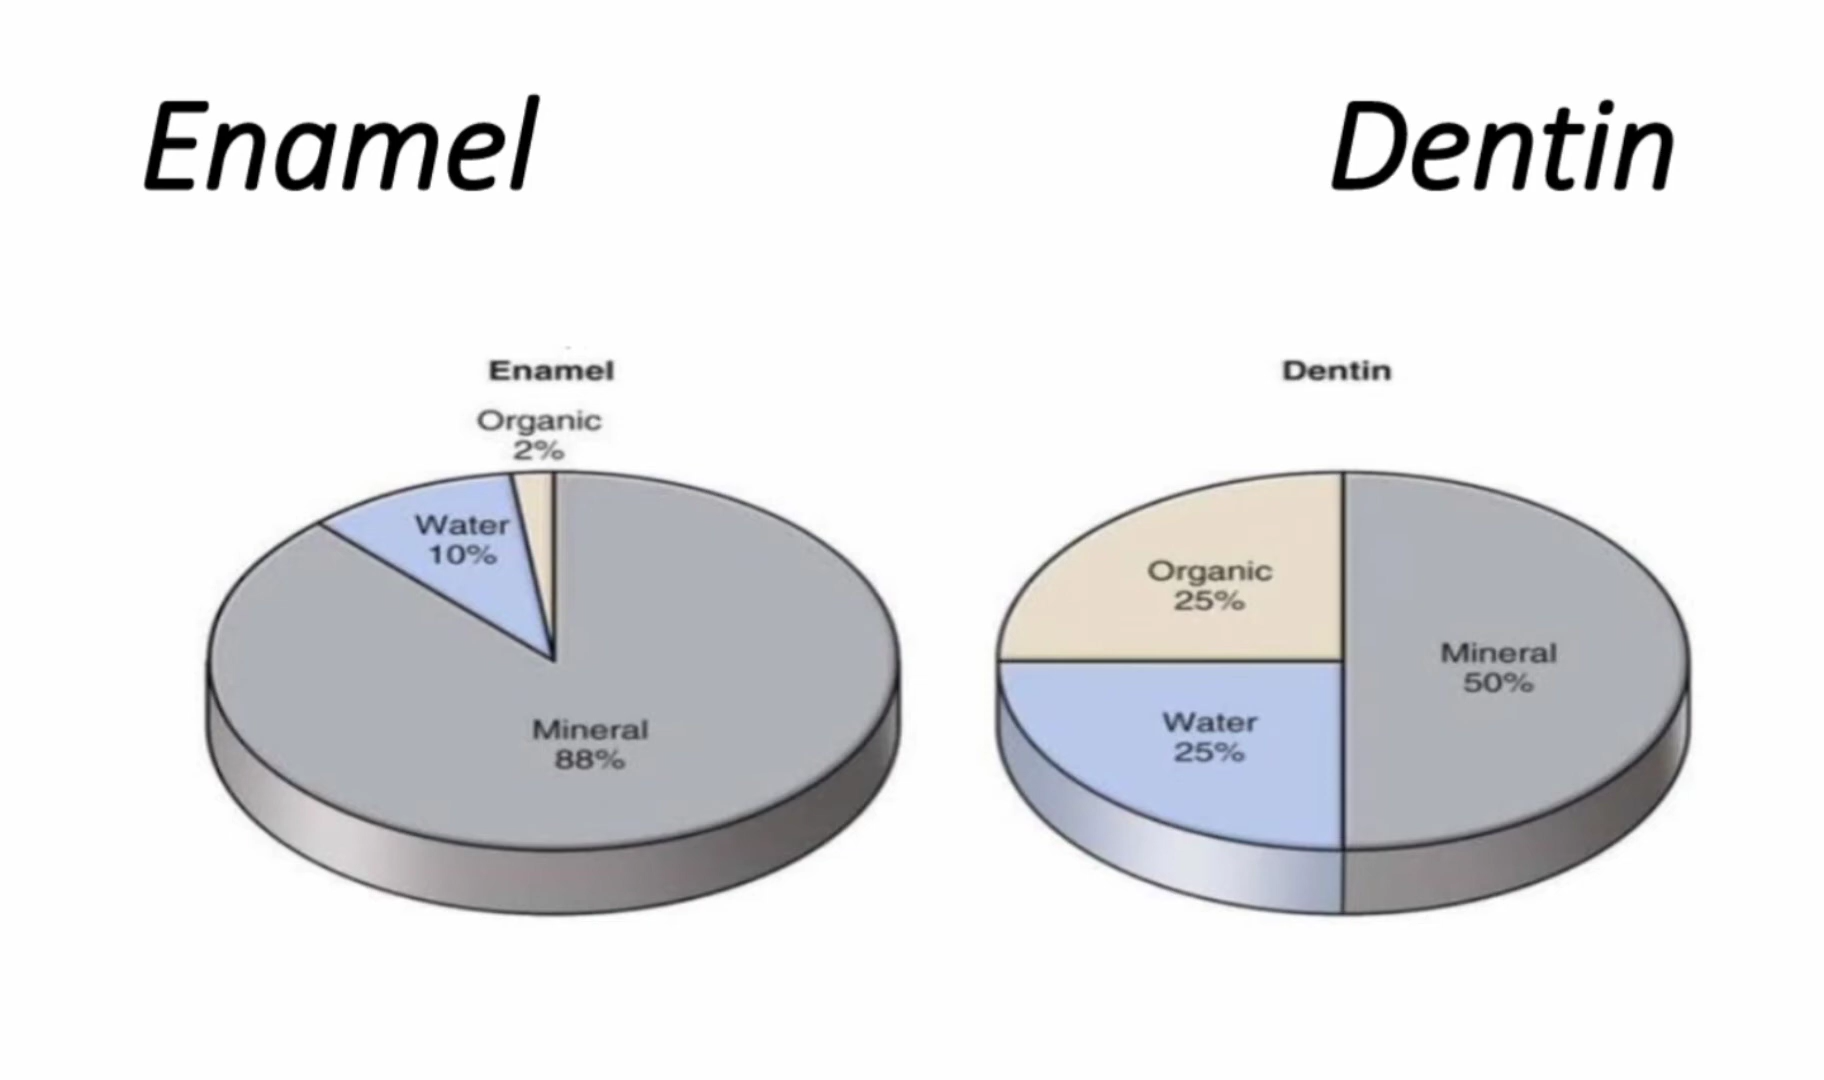 Enamel
Dentin
Enamel
Organic
2%
Water
10%
Mineral
88%
Dentin
Organic
25%
Mineral
50%
Water
25%